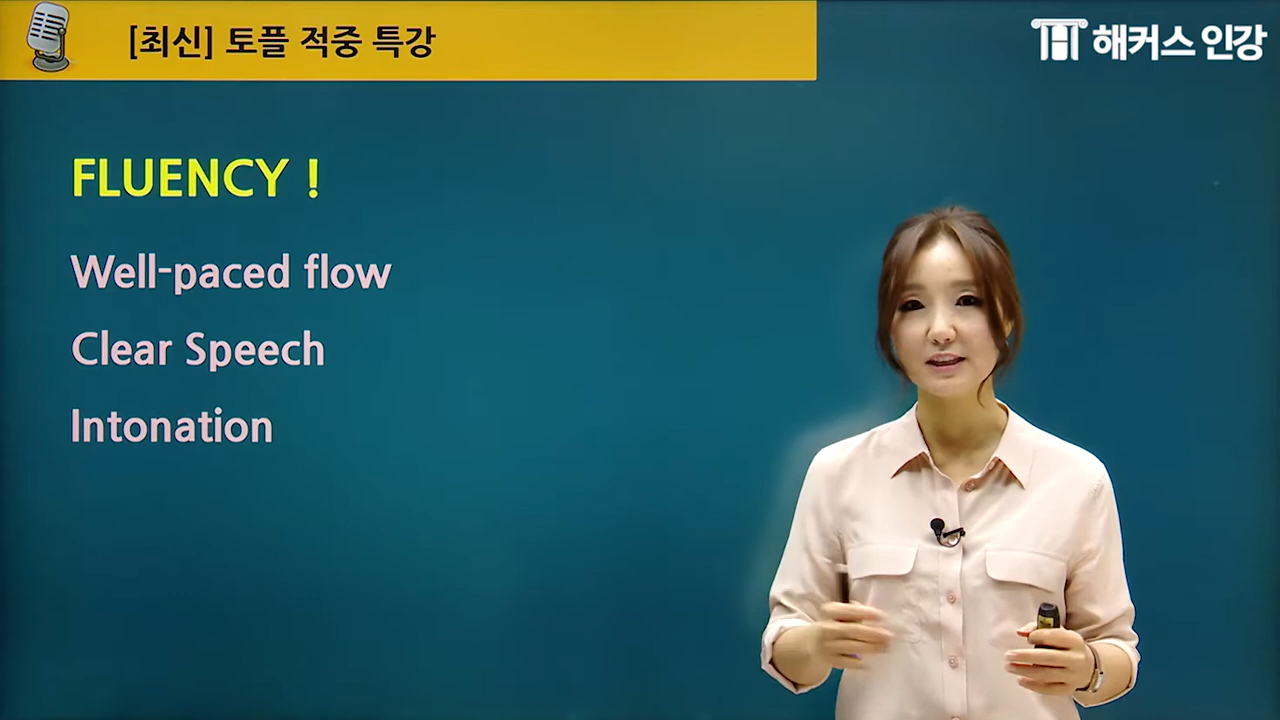 [최신] 토플 적중 특강
해커스 인강
FLUENCY !
Well-paced flow
Clear Speech
Intonation